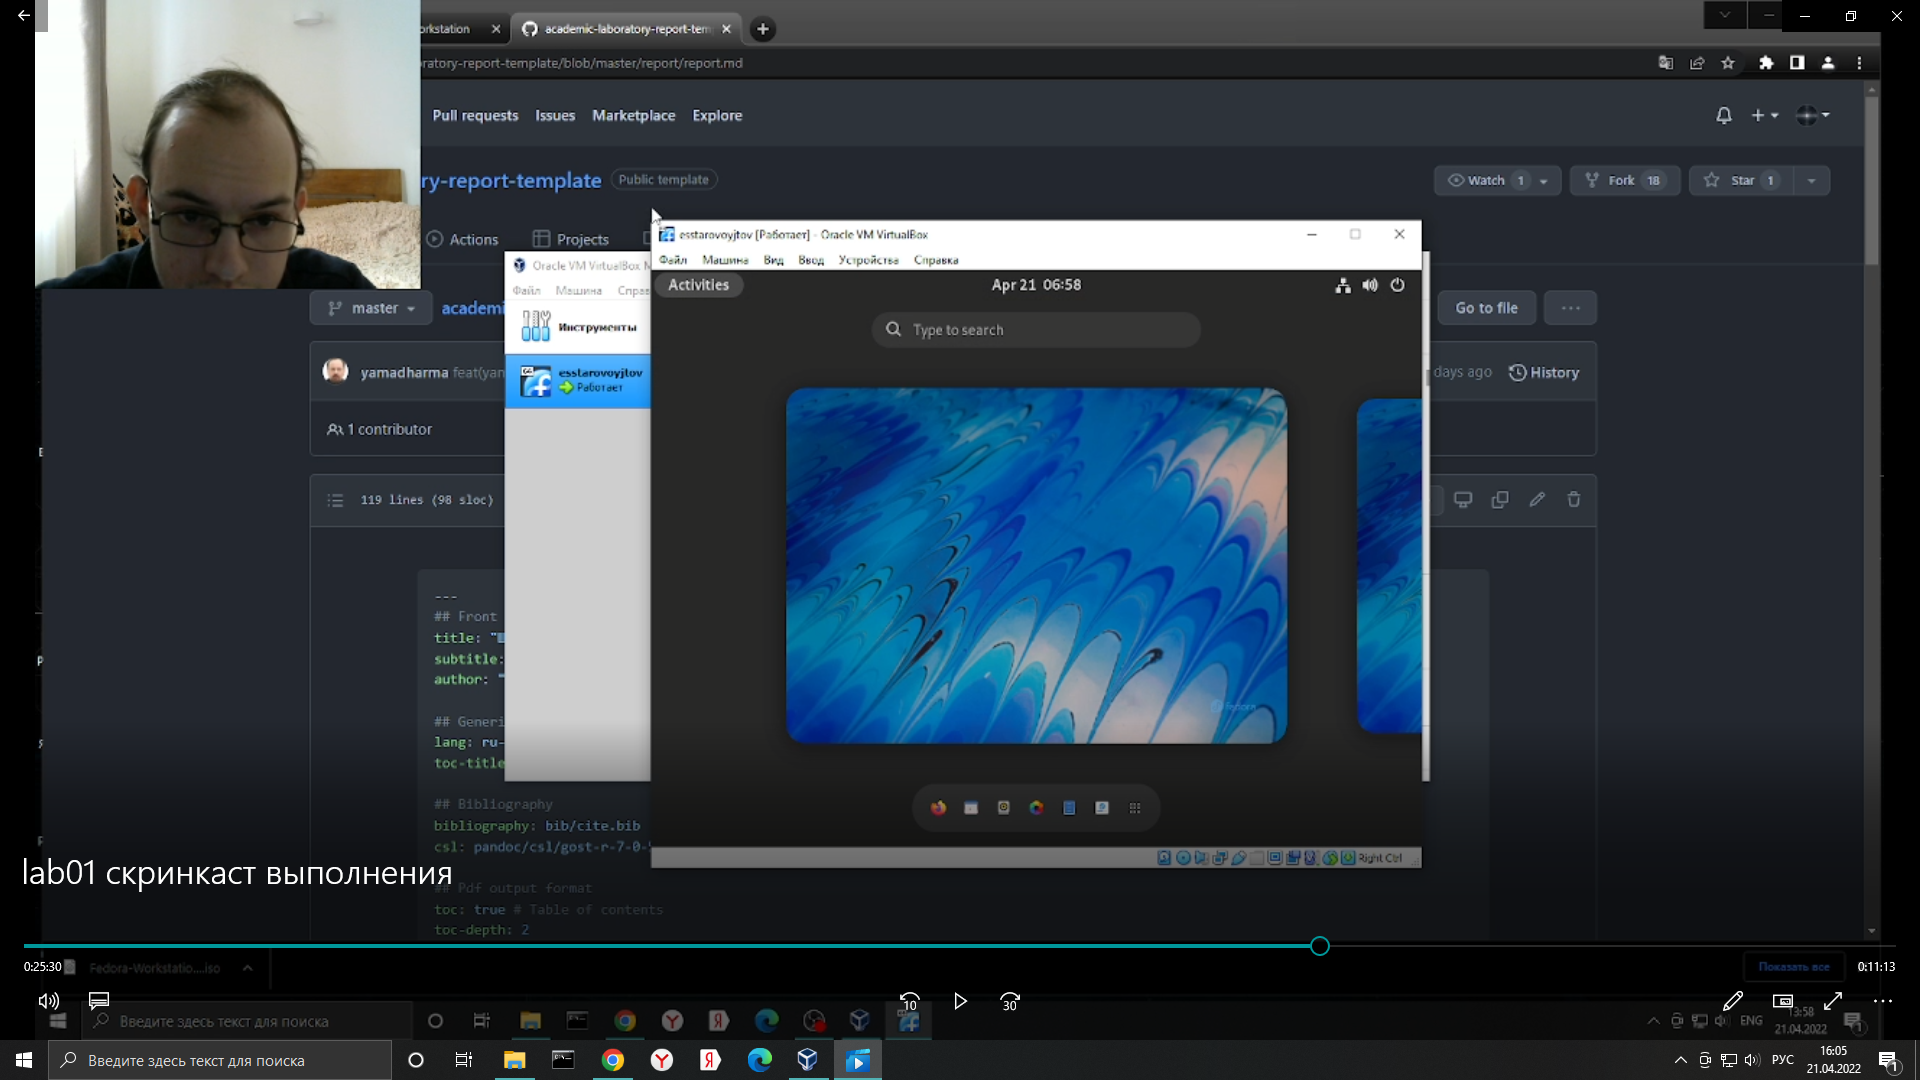 orkstation
academic-laboratory-report-tem
ratory-report-template/blob/master/report/report.md
Pull requests
Issues
Marketplace
Explore
ry-report-template
Public template
Watch 1
Fork 18
Star 1
Actions
Projects
esstarovoyjtov [Работает] - Oracle VM VirtualBox
Oracle VM VirtualBox
Файл Машина Вид Ввод Устройства Справка
Файл Машина Справ
Activities
Apr 21 06:58
master
academi
Go to file
Инструменты
Type to search
esstarovoyjtov
Работает
yamadharma feat(yam
days ago
History
1 contributor
119 lines (98 sloc)
---
## Front
title: "
subtitle:
author: "
## Generi
lang: ru-
toc-title
fedora
## Bibliography
bibliography: bib/cite.bib
csl: pandoc/csl/gost-r-7-0-
Right Ctrl
lab01 скринкаст выполнения
## Pdf output format
toc: true # Table of contents
toc-depth: 2
0:25:30
Fedora-Workstatio....iso
Показать все
0:11:13
10
30
Введите здесь текст для поиска
ENG
13:58
21.04.2022
1
Введите здесь текст для поиска
РУС
16:05
21.04.2022
1